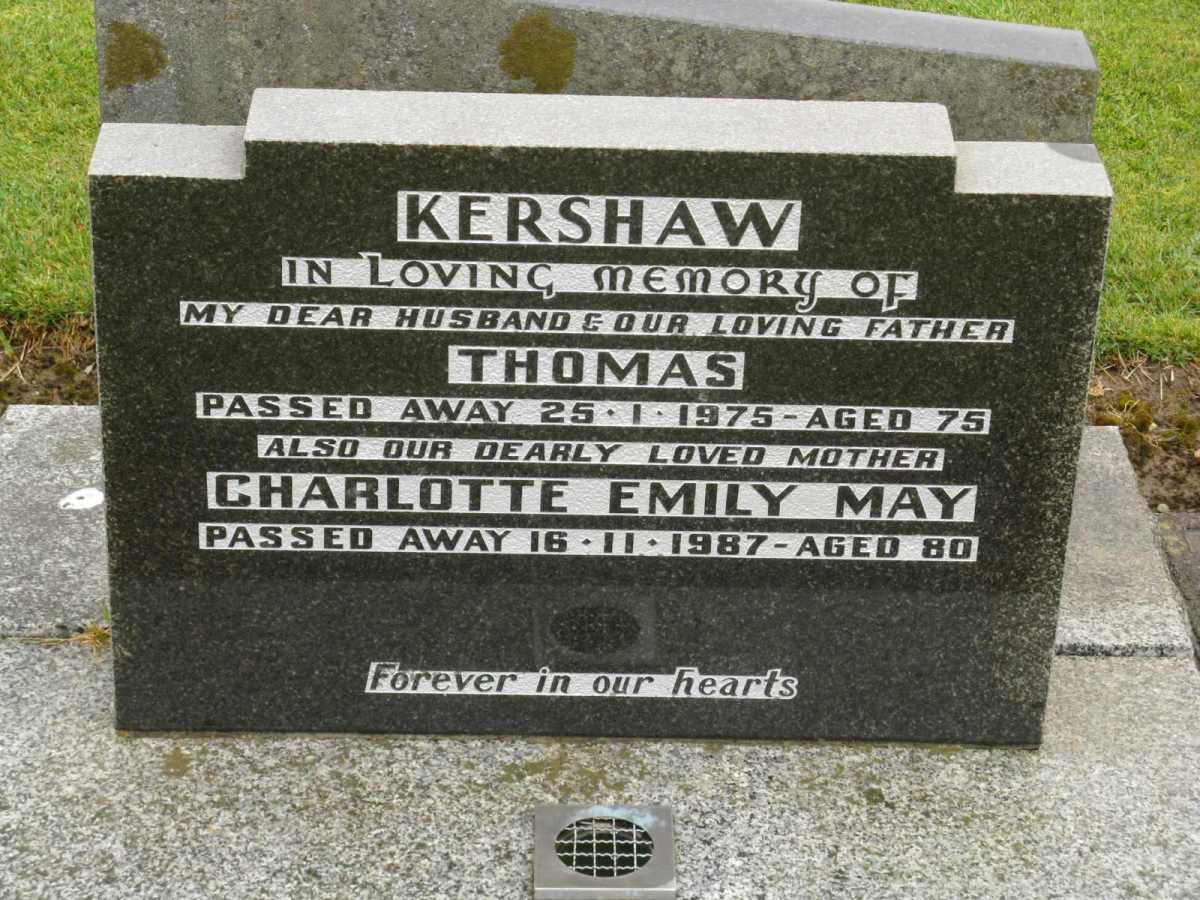 KERSHAW
IN LOVING MEMORY OF
MY DEAR HUSBAND & OUR LOVING FATHER
THOMAS
PASSED AWAY 25·1·1975-AGED 75
ALSO OUR DEARLY LOVED MOTHER
CHARLOTTE EMILY MAY
PASSED AWAY 16·11·1987-AGED 80
Forever in our hearts